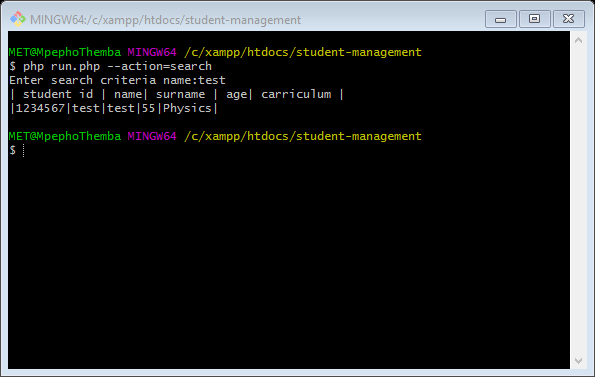 MINGW64:/c/xampp/htdocs/student-management
MET@MpephoThemba MINGW64 /c/xampp/htdocs/student-management
$ php run.php --action=search
Enter search criteria name:test
| student id | name| surname | age| carriculum |
|1234567|test|test|55|Physics|
MET@MpephoThemba MINGW64 /c/xampp/htdocs/student-management
$